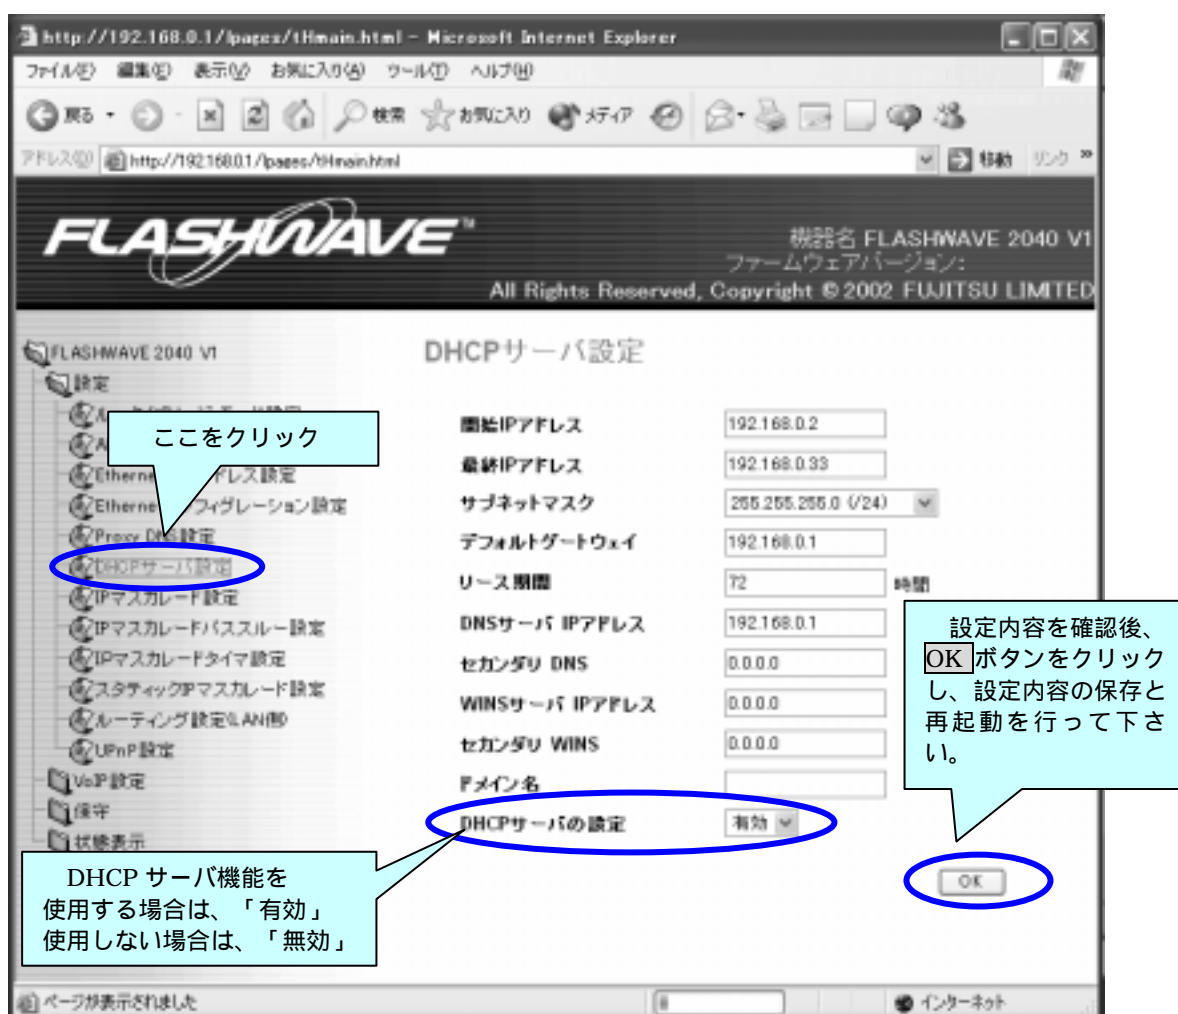 http://192.168.0.1/lpages/tHmain.html - Microsoft Internet Explorer
ファイル(F) 編集(E) 表示(V) お気に入り(A) ツール(T) ヘルプ(H)
戻る 検索 お気に入り メディア
アドレス(D) http://192.168.0.1/lpages/tHmain.html 移動 リンク »
FLASHWAVE™
機器名 FLASHWAVE 2040 V1
ファームウェアバージョン:
All Rights Reserved, Copyright © 2002 FUJITSU LIMITED
FLASHWAVE 2040 V1
設定
ここをクリック
Proxy DNS設定
DHCPサーバ設定
IPマスカレード設定
IPマスカレードパススルー設定
IPマスカレードタイマ設定
スタティックIPマスカレード設定
ルーティング設定(LAN側)
UPnP設定
VoIP設定
保守
状態表示
DHCPサーバ設定
開始IPアドレス 192.168.0.2
最終IPアドレス 192.168.0.33
サブネットマスク 255.255.255.0 (/24)
デフォルトゲートウェイ 192.168.0.1
リース期間 72 時間
DNSサーバ IPアドレス 192.168.0.1
セカンダリ DNS 0.0.0.0
WINSサーバ IPアドレス 0.0.0.0
セカンダリ WINS 0.0.0.0
ドメイン名
DHCPサーバの設定 有効
OK
設定内容を確認後、
OK ボタンをクリック
し、設定内容の保存と
再起動を行って下さ
い。
DHCP サーバ機能を
使用する場合は、「有効」
使用しない場合は、「無効」
ページが表示されました インターネット